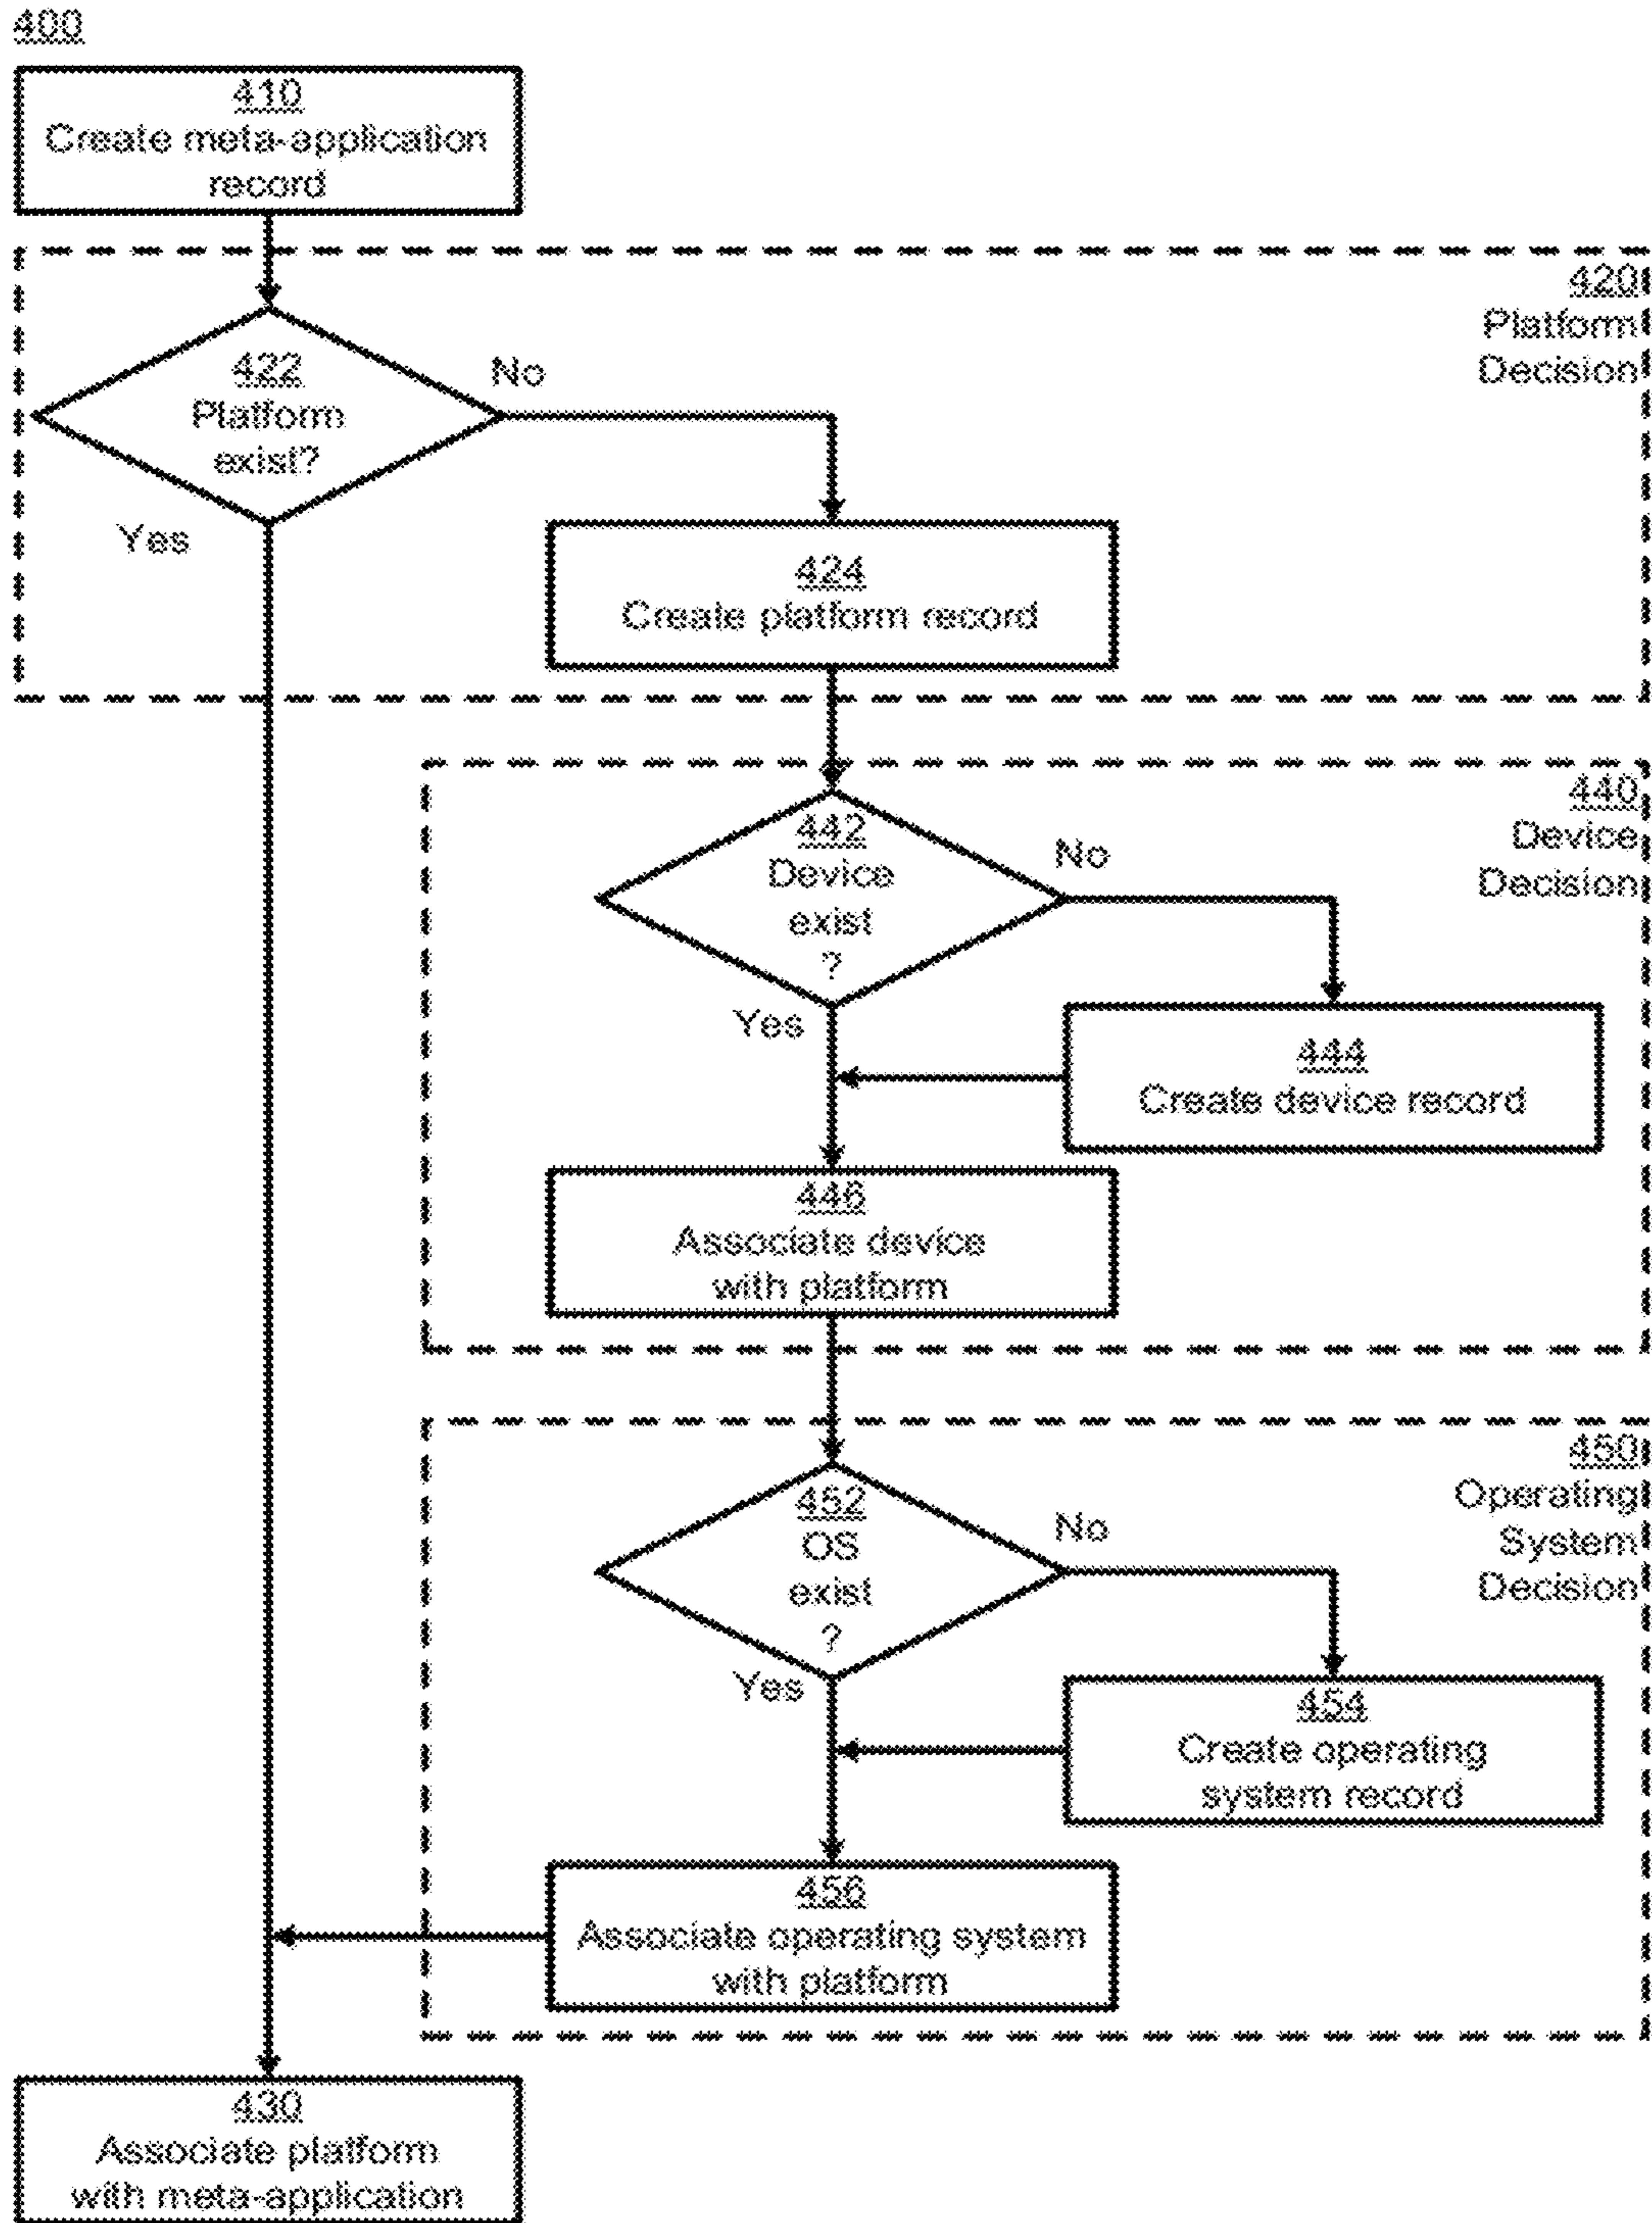 400
410
Create meta-application
record
420
Platform
Decision
422
Platform
exist?
No
Yes
424
Create platform record
440
Device
Decision
442
Device
exist
?
No
Yes
444
Create device record
446
Associate device
with platform
450
Operating
System
Decision
452
OS
exist
?
No
Yes
454
Create operating
system record
456
Associate operating system
with platform
430
Associate platform
with meta-application